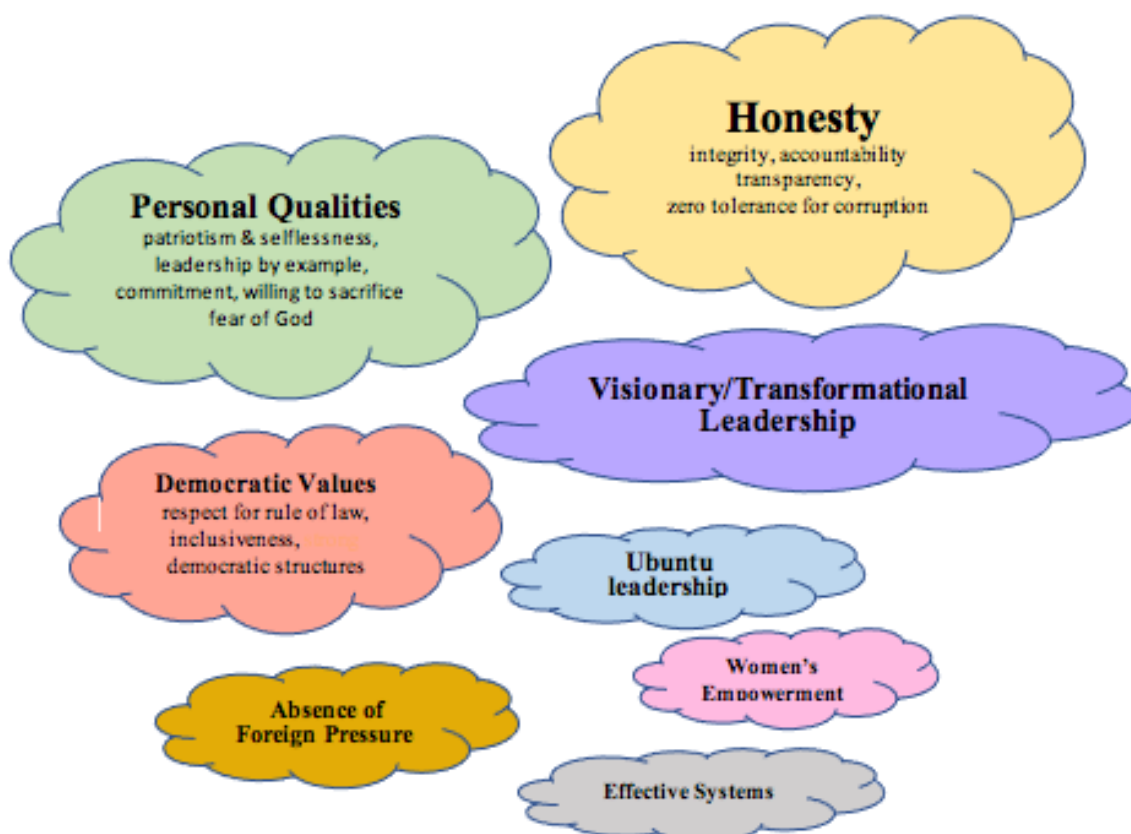 Honesty
integrity, accountability
transparency,
zero tolerance for corruption
Personal Qualities
patriotism & selflessness,
leadership by example,
commitment, willing to sacrifice
fear of God
Visionary/Transformational
Leadership
Democratic Values
respect for rule of law,
inclusiveness,
democratic structures
Ubuntu
leadership
Women's
Empowerment
Absence of
Foreign Pressure
Effective Systems